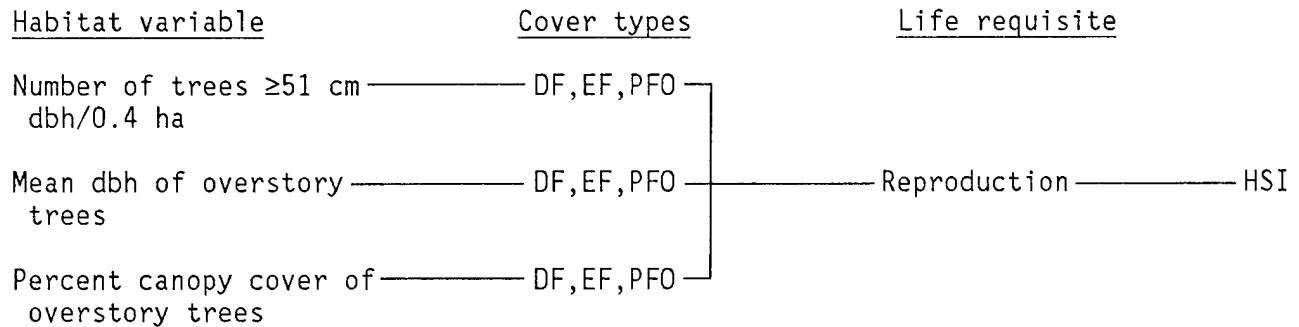 Habitat variable Cover types Life requisite
Number of trees ≥51 cm DF,EF,PFO
dbh/0.4 ha
Mean dbh of overstory DF,EF,PFO Reproduction HSI
trees
Percent canopy cover of DF,EF,PFO
overstory trees